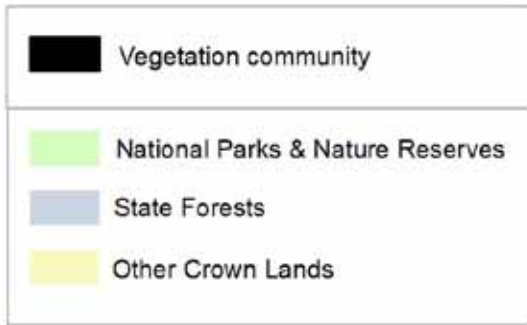 Vegetation community
National Parks & Nature Reserves
State Forests
Other Crown Lands